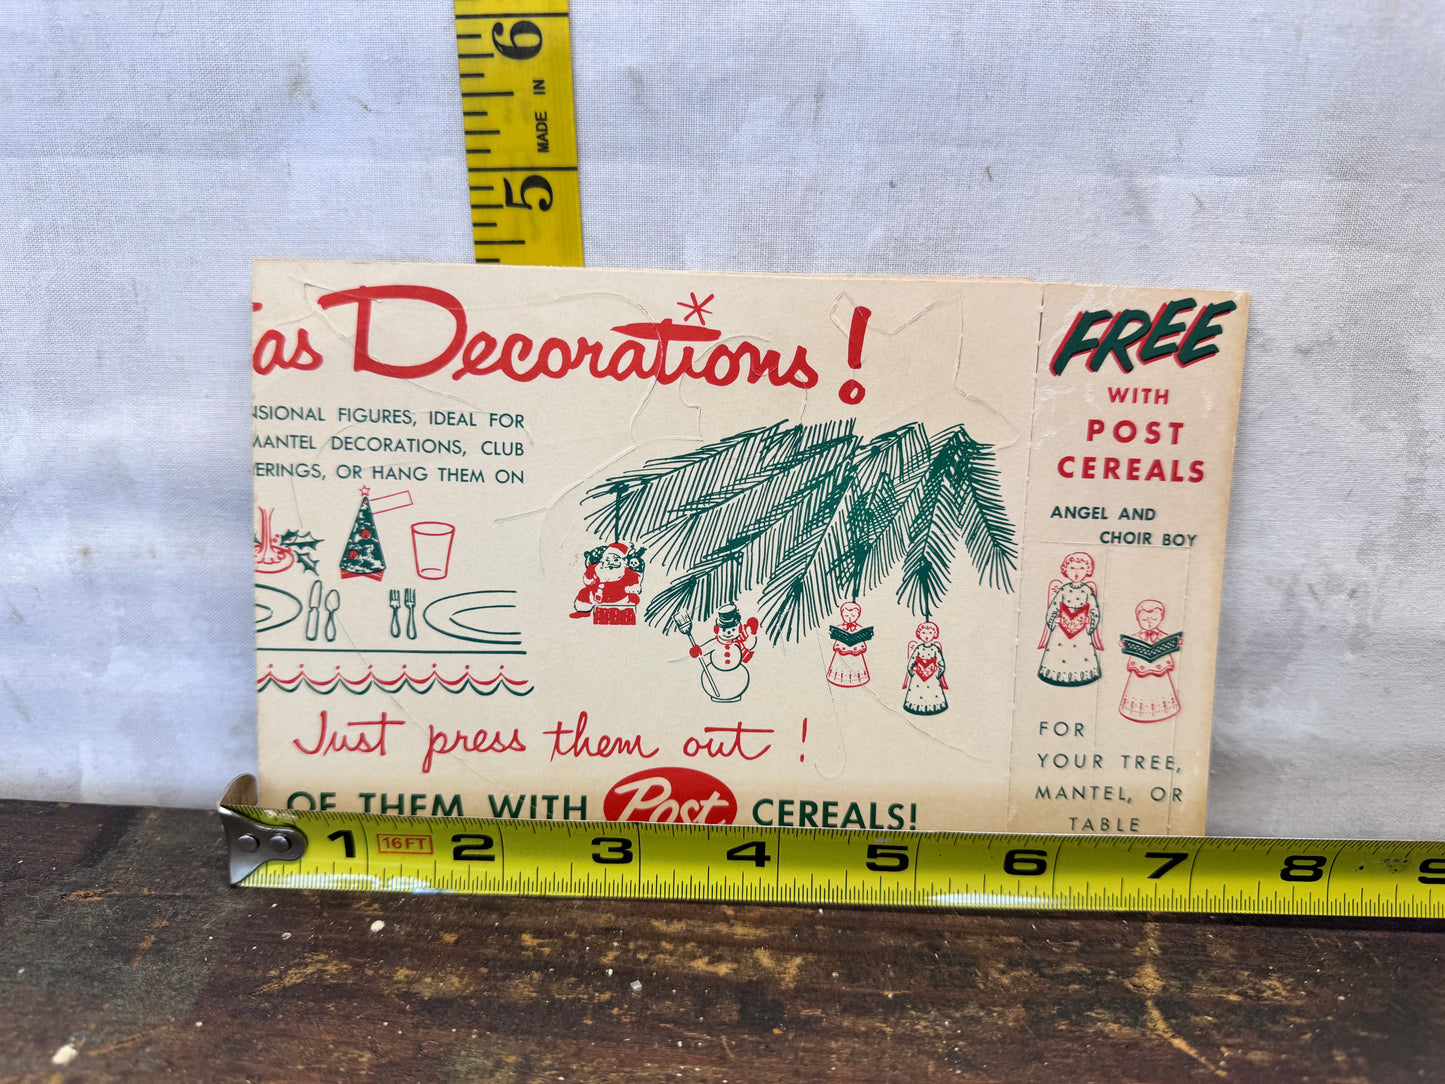 6
MADE IN
5
as Decorations!
NSIONAL FIGURES, IDEAL FOR
MANTEL DECORATIONS, CLUB
ERINGS, OR HANG THEM ON
Just press them out!
OF THEM WITH Post CEREALS!
FREE
WITH
POST
CEREALS
ANGEL AND
CHOIR BOY
FOR
YOUR TREE,
MANTEL, OR
TABLE
1 16FT 2 3 4 5 6 7 8 9